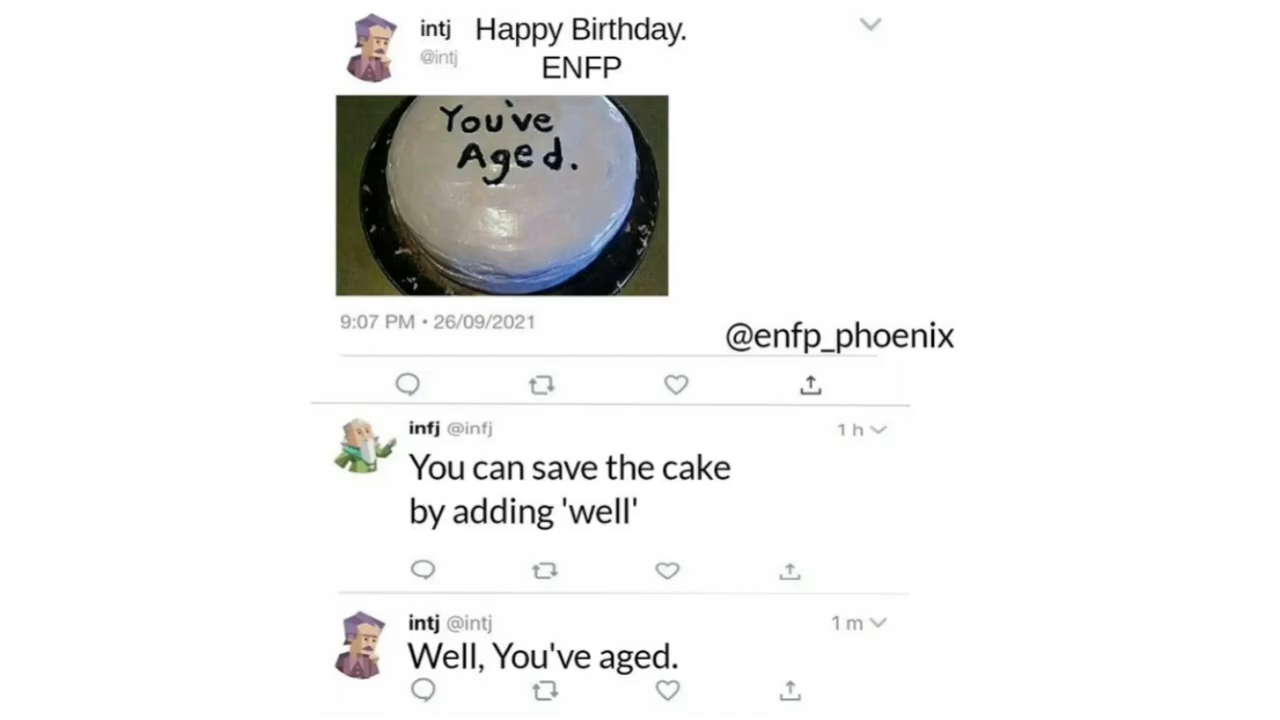 intj Happy Birthday.
@intj ENFP
You've
Aged.
9:07 PM • 26/09/2021
@enfp_phoenix
infj @infj 1 h
You can save the cake
by adding 'well'
intj @intj 1 m
Well, You've aged.